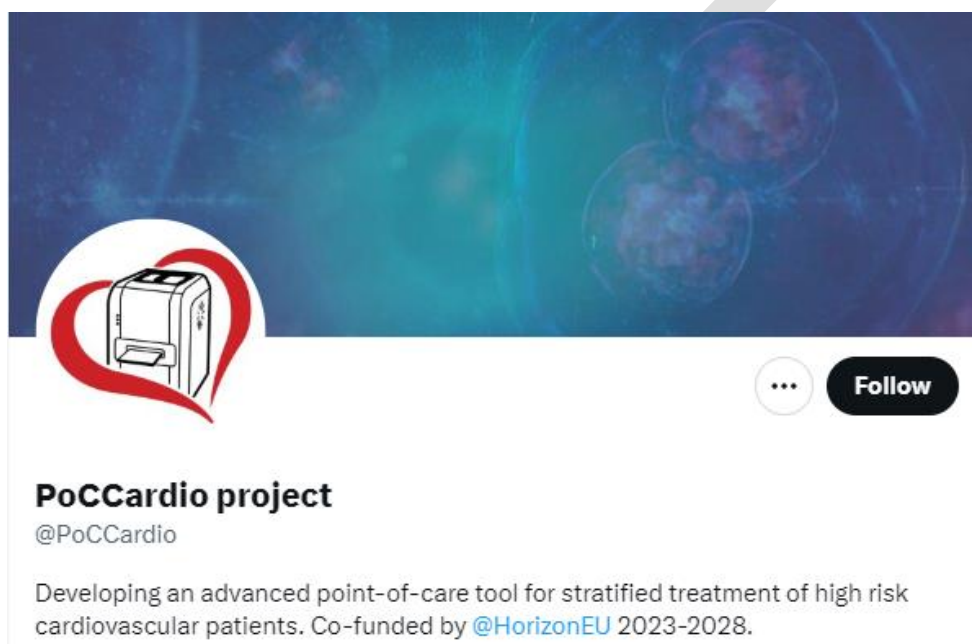 Follow
PoCCardio project
@PoCCardio
Developing an advanced point-of-care tool for stratified treatment of high risk
cardiovascular patients. Co-funded by @HorizonEU 2023-2028.